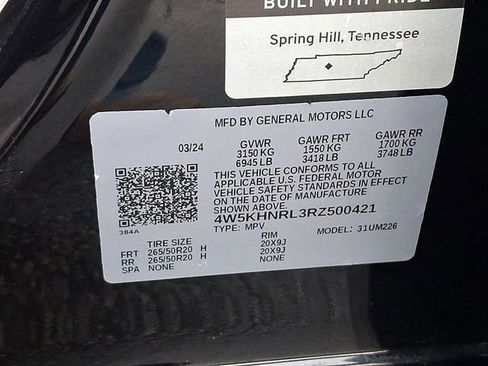 BUILT WITH PRIDE
Spring Hill, Tennessee
MFD BY GENERAL MOTORS LLC
03/24 GVWR GAWR FRT GAWR RR
3150 KG 1550 KG 1700 KG
6945 LB 3418 LB 3748 LB
THIS VEHICLE CONFORMS TO ALL
APPLICABLE U.S. FEDERAL MOTOR
VEHICLE SAFETY STANDARDS IN EFFECT
ON THE DATE OF MANUFACTURE
SHOWN ABOVE.
4W5KHNRL3RZ500421
TYPE: MPV MODEL: 31UM226
384A
TIRE SIZE RIM
FRT 265/50R20 H 20X9J
RR 265/50R20 H 20X9J
SPA NONE NONE